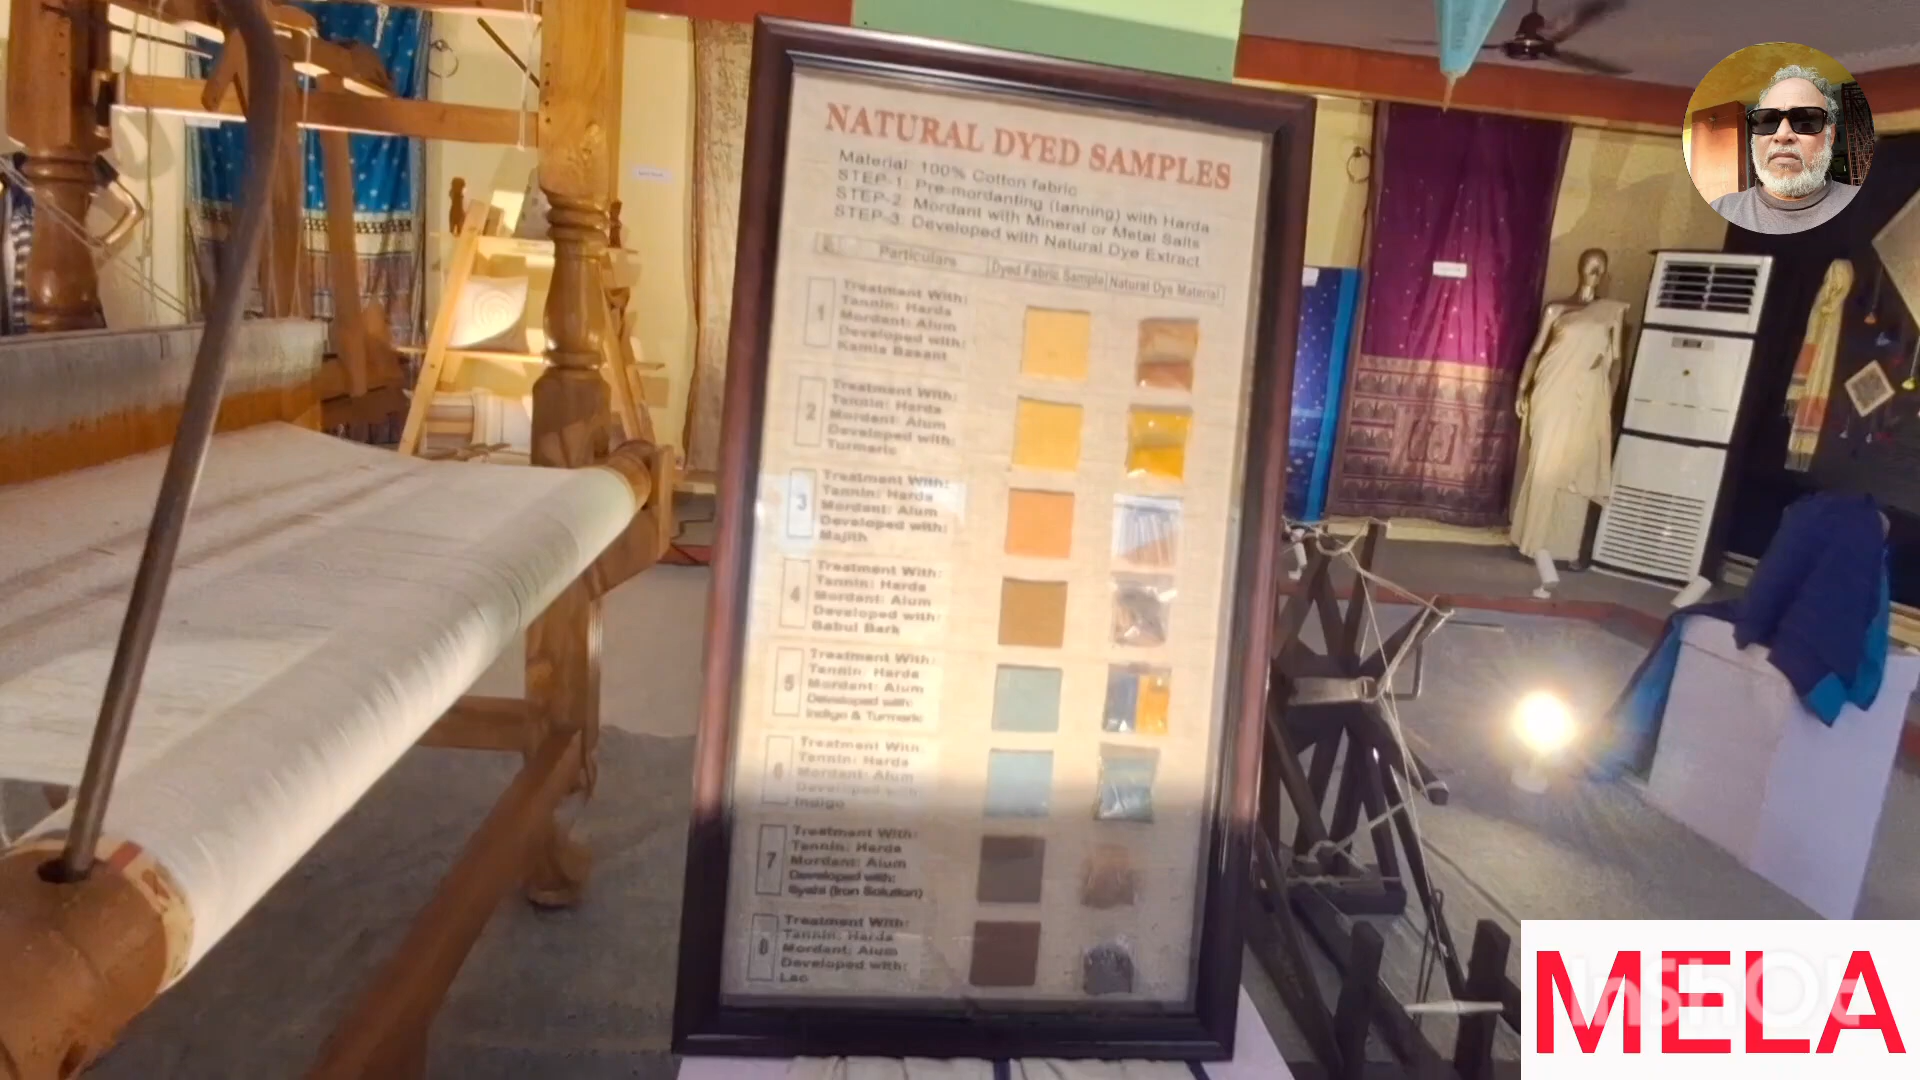 NATURAL DYED SAMPLES
Material: 100% Cotton fabric
STEP-1. Pre-mordanting (tanning) with Harda
STEP-2. Mordant with Mineral or Metal Salts
STEP-3. Developed with Natural Dye Extract
Particulars Dyed Fabric Sample Natural Dye Material
1
Treatment With:
Tannin: Harda
Mordant: Alum
Developed with:
Kamla Basant
2
Treatment With:
Tannin: Harda
Mordant: Alum
Developed with:
Turmeric
3
Treatment With:
Tannin: Harda
Mordant: Alum
Developed with:
Majith
4
Treatment With:
Tannin: Harda
Mordant: Alum
Developed with:
Babul Bark
5
Treatment With:
Tannin: Harda
Mordant: Alum
Developed with:
Indigo & Turmeric
6
Treatment With:
Tannin: Harda
Mordant: Alum
Developed with
Indigo
7
Treatment With:
Tannin: Harda
Mordant: Alum
Developed with:
Syahi (Iron Solution)
8
Treatment With:
Tannin: Harda
Mordant: Alum
Developed with:
Lac
MELA
InShOt